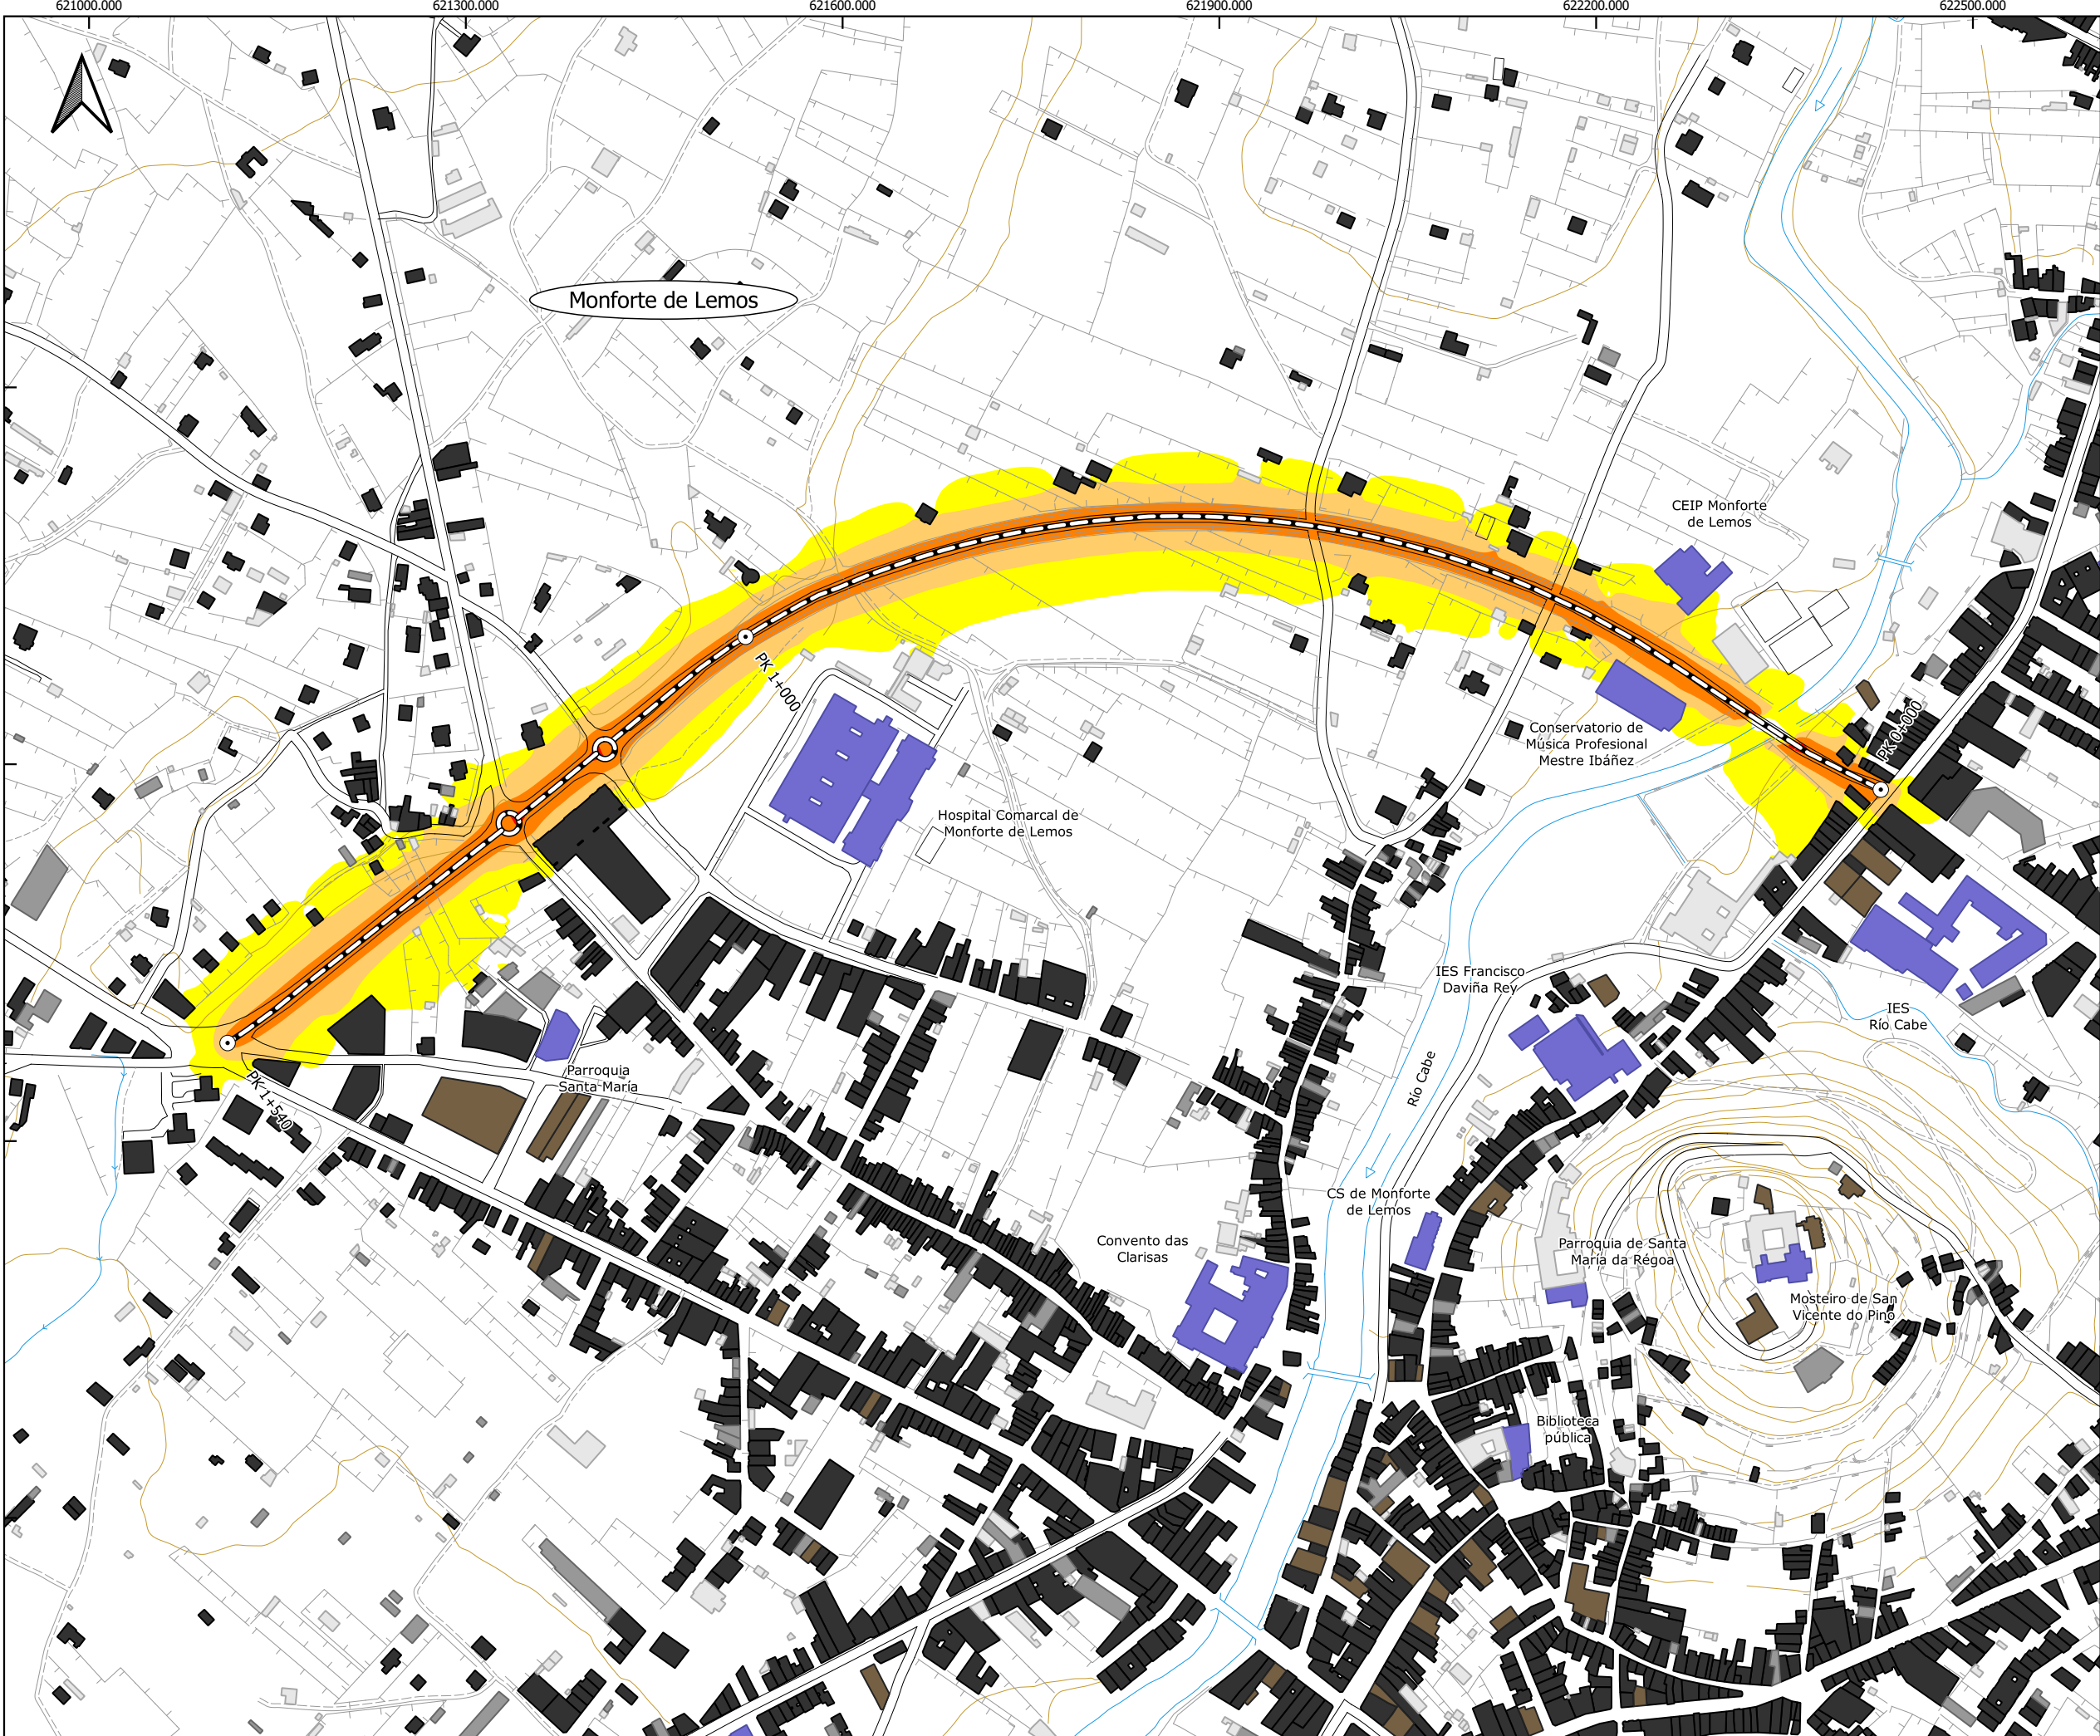 621000.000
621300.000
621600.000
621900.000
622200.000
622500.000
Monforte de Lemos
CEIP Monforte
de Lemos
PK 1+000
PK 0+000
Conservatorio de
Música Profesional
Mestre Ibáñez
Hospital Comarcal de
Monforte de Lemos
IES Francisco
Daviña Rey
IES
Río Cabe
Parroquia
Santa María
PK 1+540
Río Cabe
CS de Monforte
de Lemos
Convento das
Clarisas
Parroquia de Santa
María da Régoa
Mosteiro de San
Vicente do Pino
Biblioteca
pública